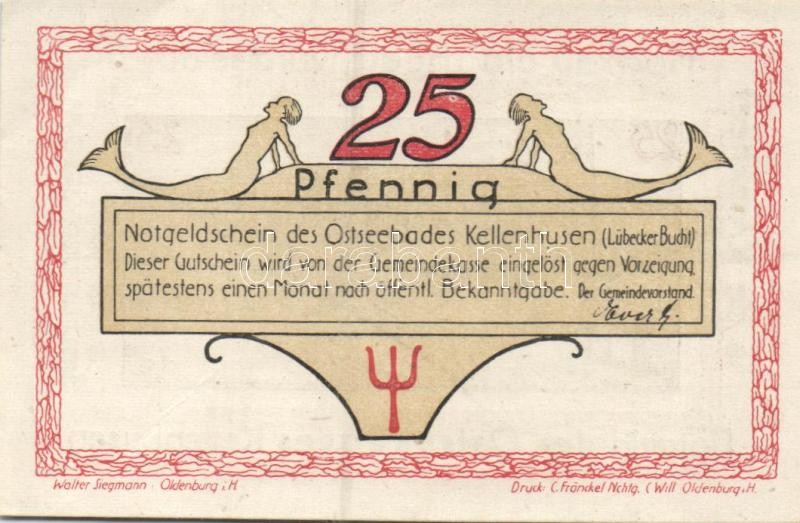 25
Pfennig
Notgeldschein des Ostseebades Kellenhusen (Lübecker Bucht)
Dieser Gutschein wird von der Gemeindekasse eingelöst gegen Vorzeigung,
spätestens einen Monat nach öffentl. Bekanntgabe. Der Gemeindevorstand.
darabanth
Walter Siegmann · Oldenburg i. H. Druck: C. Fränckel Nchfg. C Will Oldenburg i. H.